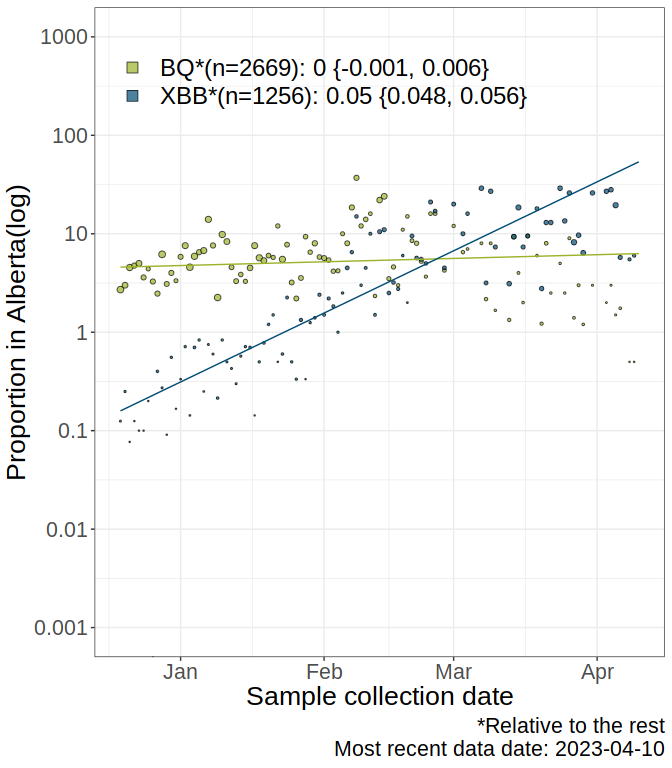 1000
100
10
1
0.1
0.01
0.001
Proportion in Alberta(log)
BQ*(n=2669): 0 {-0.001, 0.006}
XBB*(n=1256): 0.05 {0.048, 0.056}
Jan Feb Mar Apr
Sample collection date
*Relative to the rest
Most recent data date: 2023-04-10